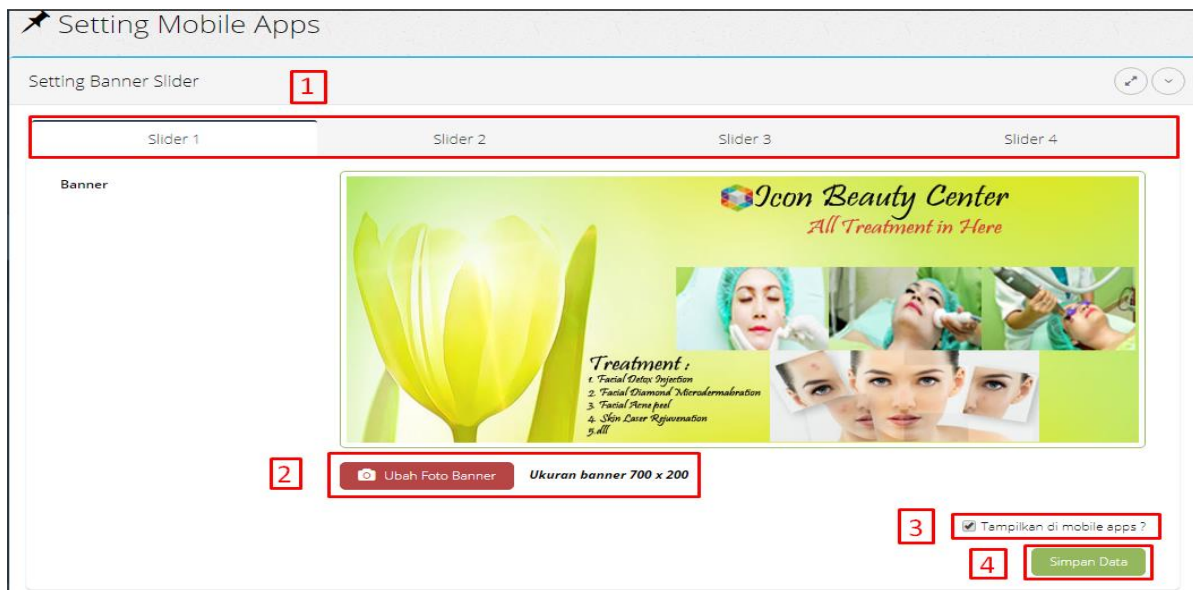 Setting Mobile Apps
Setting Banner Slider
1
Slider 1 Slider 2 Slider 3 Slider 4
Banner
Icon Beauty Center
All Treatment in Here
Treatment :
1. Facial Detox Injection
2. Facial Diamond Microdermabration
3. Facial Acne peel
4. Skin Laser Rejuvenation
5.dll
2
Ubah Foto Banner Ukuran banner 700 x 200
3
Tampilkan di mobile apps ?
4
Simpan Data